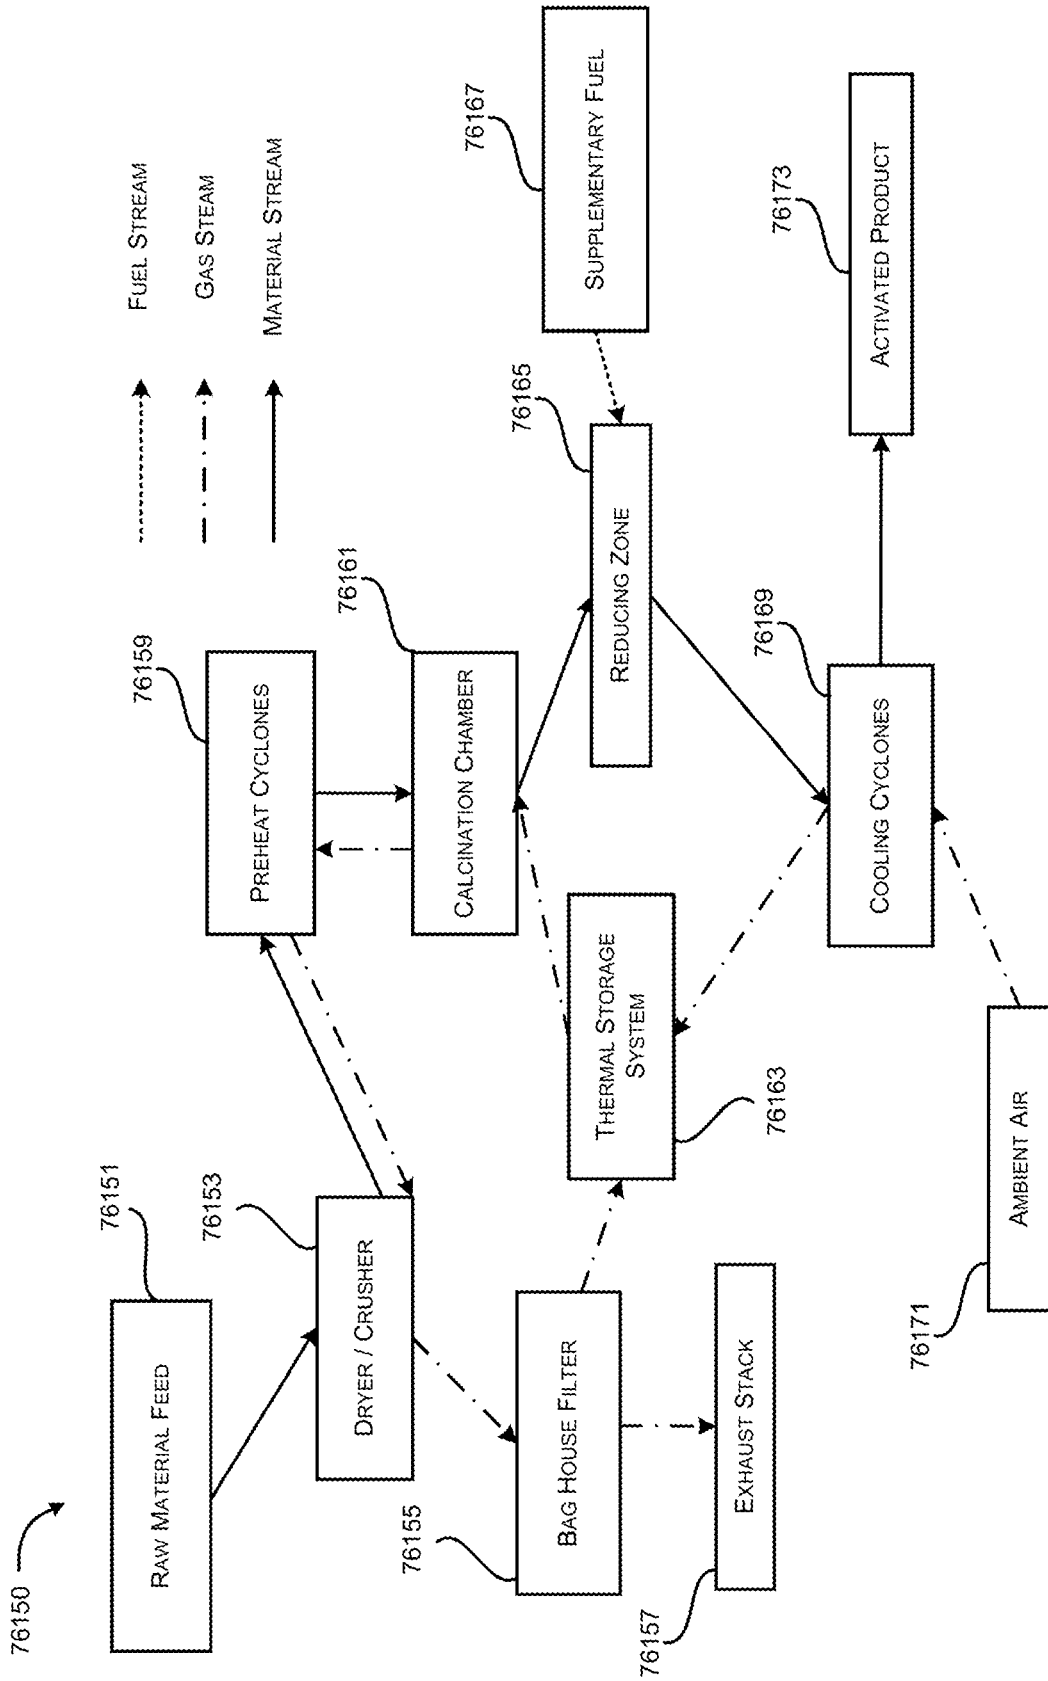 76150
RAW MATERIAL FEED
76151
DRYER / CRUSHER
76153
PREHEAT CYCLONES
76159
FUEL STREAM
GAS STEAM
MATERIAL STREAM
BAG HOUSE FILTER
76155
CALCINATION CHAMBER
76161
EXHAUST STACK
76157
THERMAL STORAGE
SYSTEM
76163
REDUCING ZONE
76165
SUPPLEMENTARY FUEL
76167
AMBIENT AIR
76171
COOLING CYCLONES
76169
ACTIVATED PRODUCT
76173